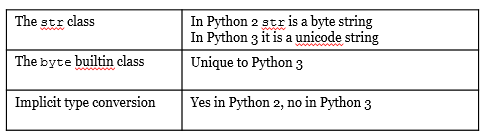 The str class
In Python 2 str is a byte string
In Python 3 it is a unicode string
The byte builtin class
Unique to Python 3
Implicit type conversion
Yes in Python 2, no in Python 3